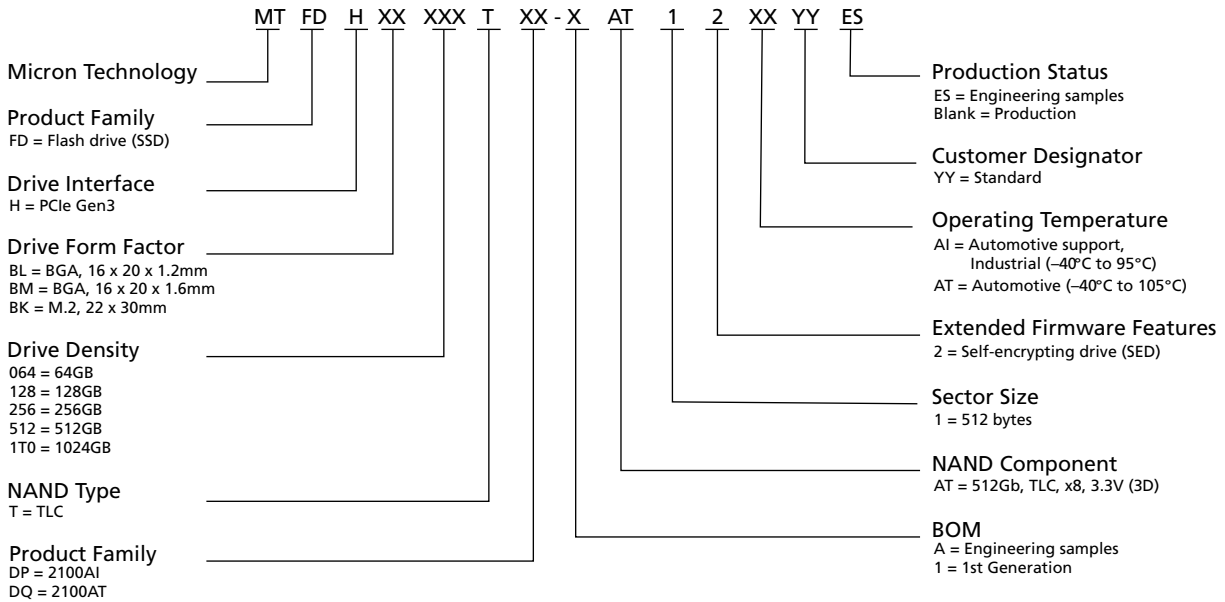 MT FD H XX XXX T XX - X AT 1 2 XX YY ES
Micron Technology
Product Family
FD = Flash drive (SSD)
Drive Interface
H = PCIe Gen3
Drive Form Factor
BL = BGA, 16 x 20 x 1.2mm
BM = BGA, 16 x 20 x 1.6mm
BK = M.2, 22 x 30mm
Drive Density
064 = 64GB
128 = 128GB
256 = 256GB
512 = 512GB
1T0 = 1024GB
NAND Type
T = TLC
Product Family
DP = 2100AI
DQ = 2100AT
Production Status
ES = Engineering samples
Blank = Production
Customer Designator
YY = Standard
Operating Temperature
AI = Automotive support,
Industrial (–40°C to 95°C)
AT = Automotive (–40°C to 105°C)
Extended Firmware Features
2 = Self-encrypting drive (SED)
Sector Size
1 = 512 bytes
NAND Component
AT = 512Gb, TLC, x8, 3.3V (3D)
BOM
A = Engineering samples
1 = 1st Generation